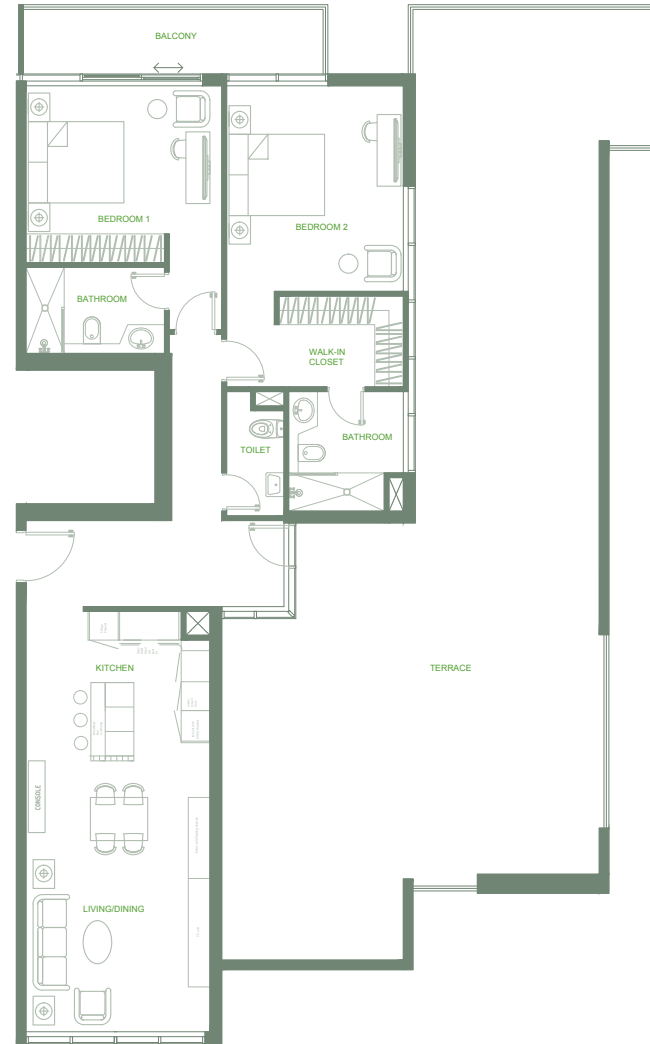 BALCONY
BEDROOM 1
BEDROOM 2
BATHROOM
WALK-IN
CLOSET
BATHROOM
TOILET
KITCHEN
TERRACE
CONSOLE
LIVING/DINING